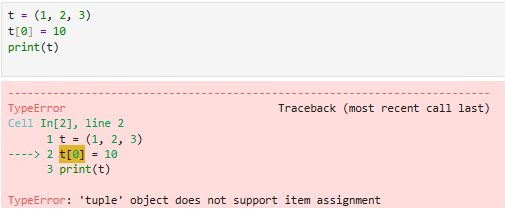 t = (1, 2, 3)
t[0] = 10
print(t)
---------------------------------------------------------------------------
TypeError                                 Traceback (most recent call last)
Cell In[2], line 2
      1 t = (1, 2, 3)
----> 2 t[0] = 10
      3 print(t)
TypeError: 'tuple' object does not support item assignment